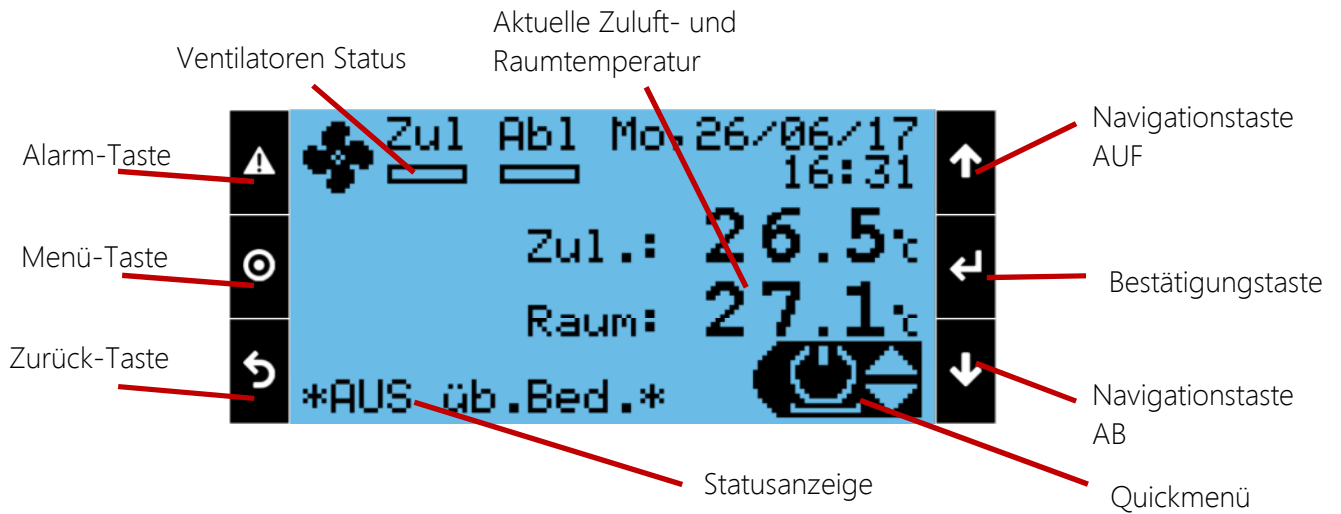 Aktuelle Zuluft- und
Raumtemperatur
Ventilatoren Status
Navigationstaste
AUF
Alarm-Taste
Zul Abl Mo. 26/06/17
16:31
Menü-Taste
Zul.: 26.5°C
Bestätigungstaste
Raum: 27.1°C
Zurück-Taste
*AUS üb.Bed.*
Navigationstaste
AB
Statusanzeige
Quickmenü